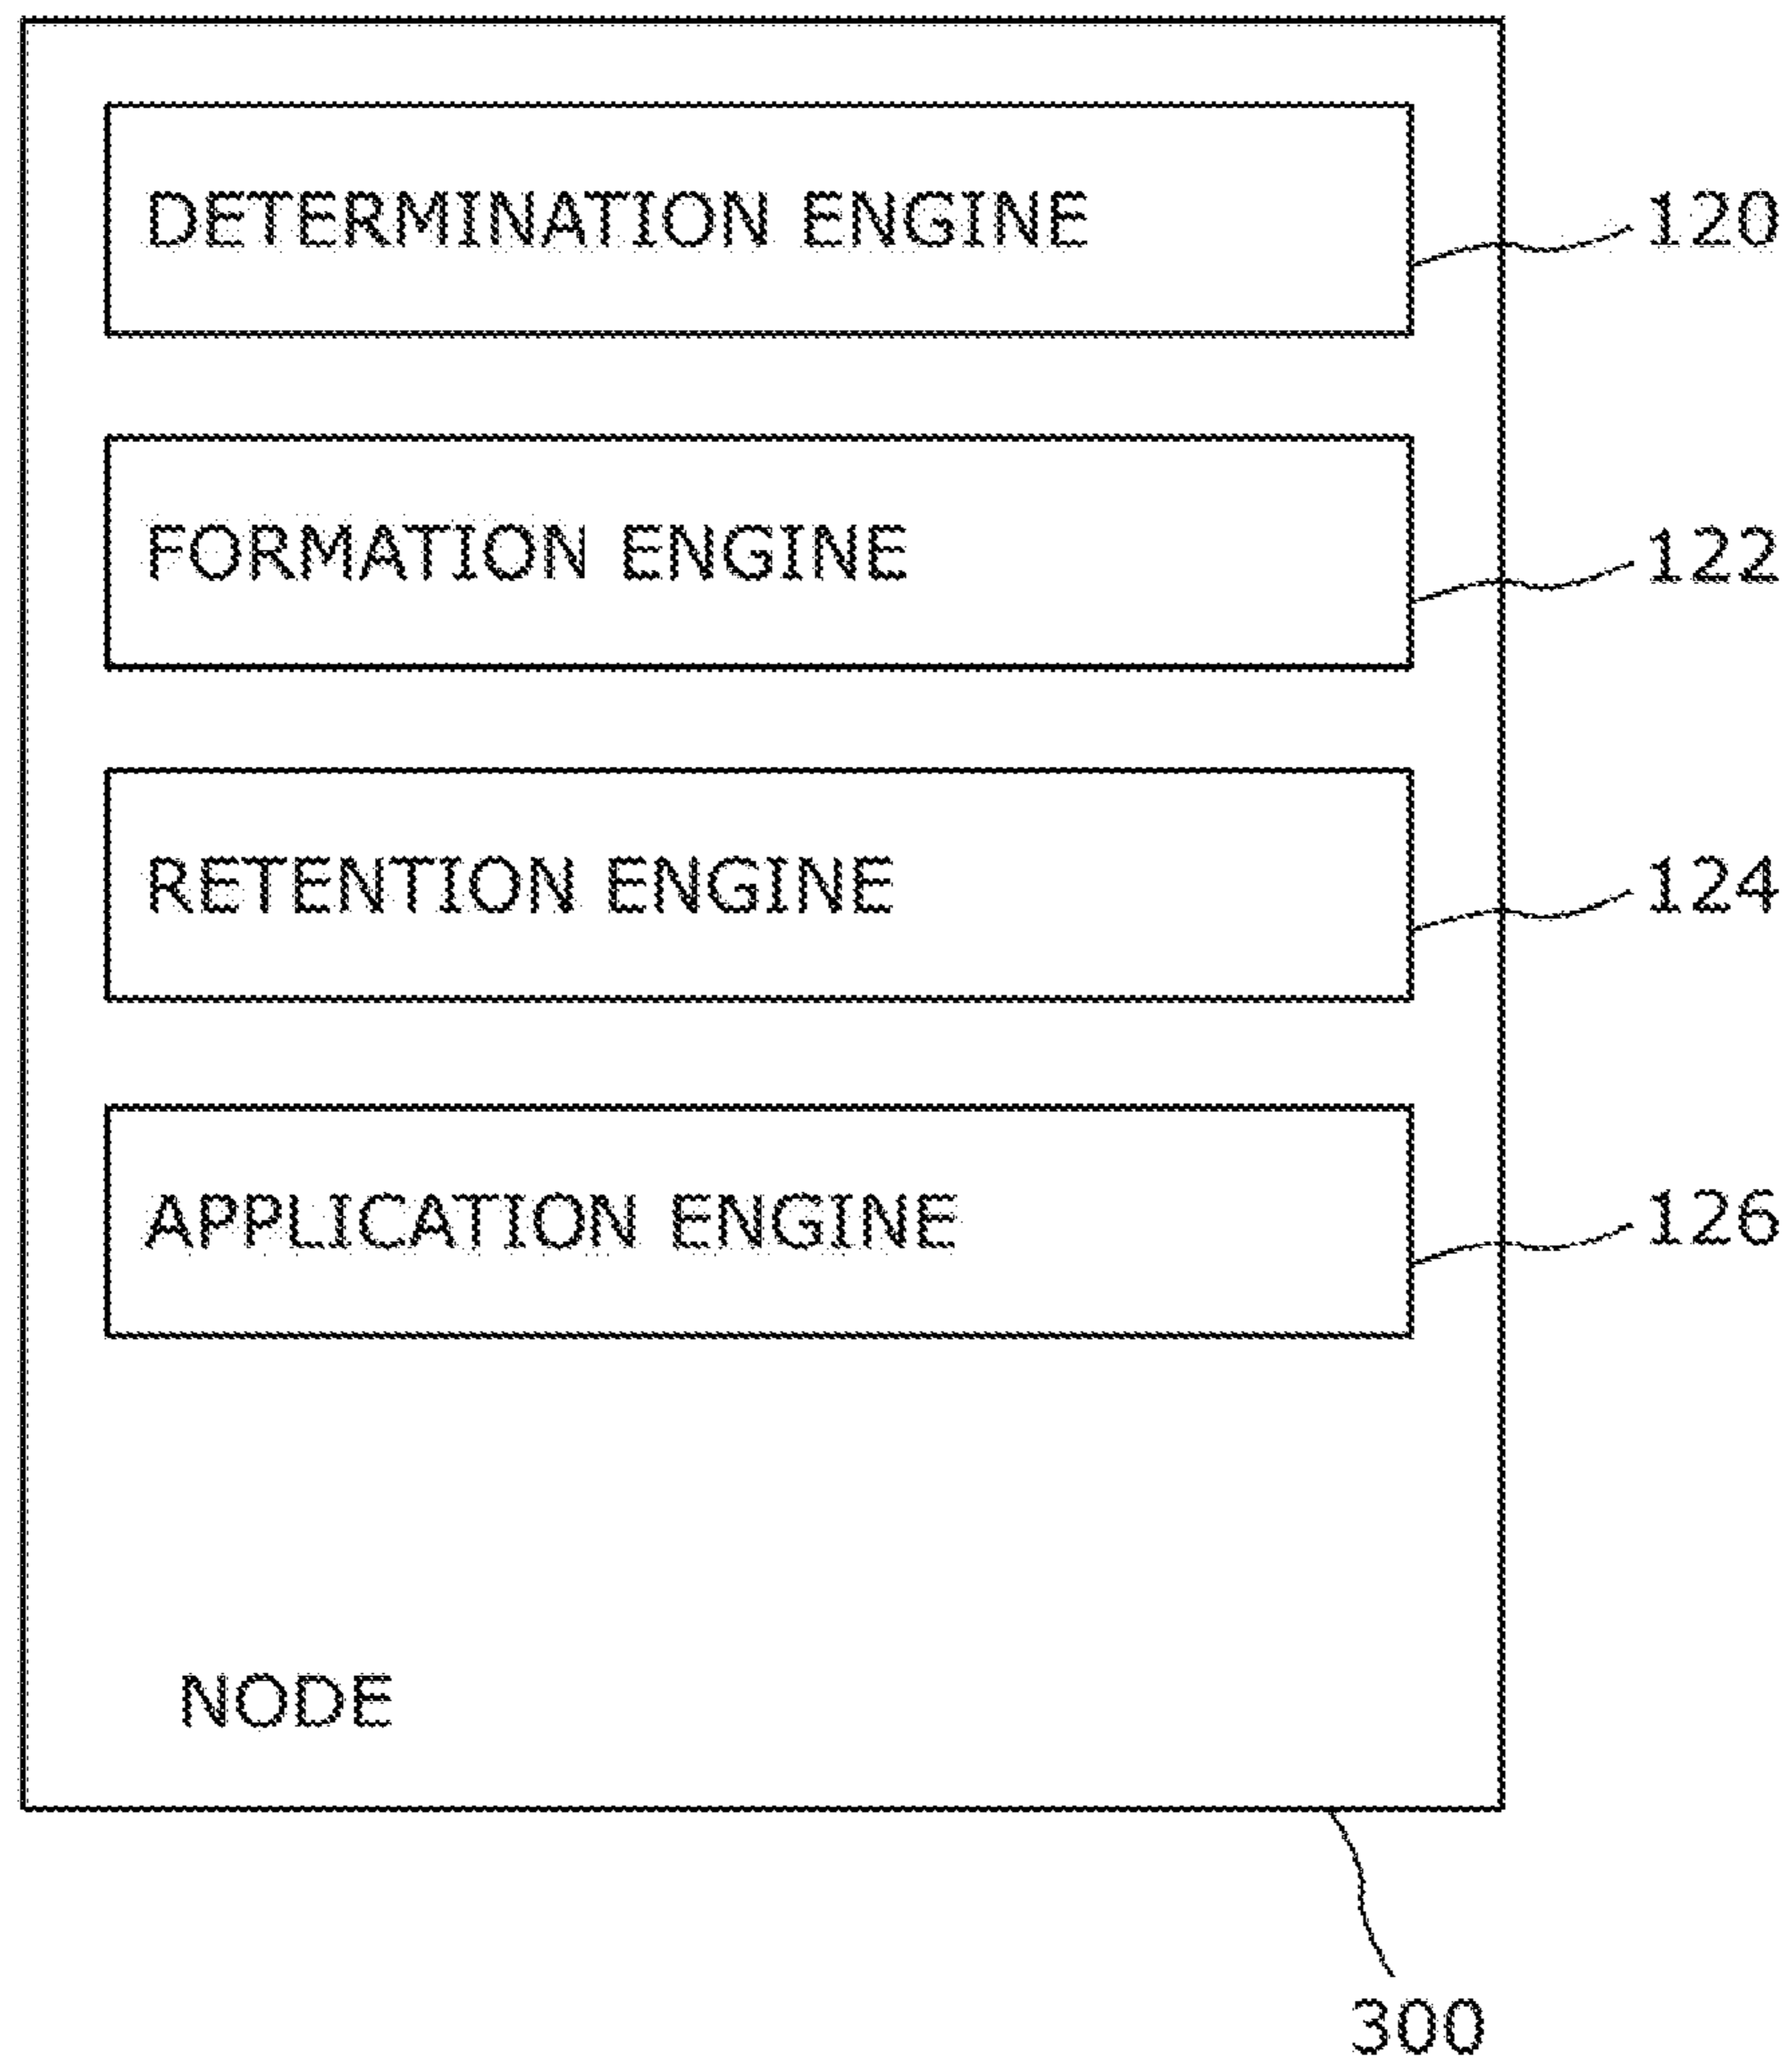 DETERMINATION ENGINE
120
FORMATION ENGINE
122
RETENTION ENGINE
124
APPLICATION ENGINE
126
NODE
300